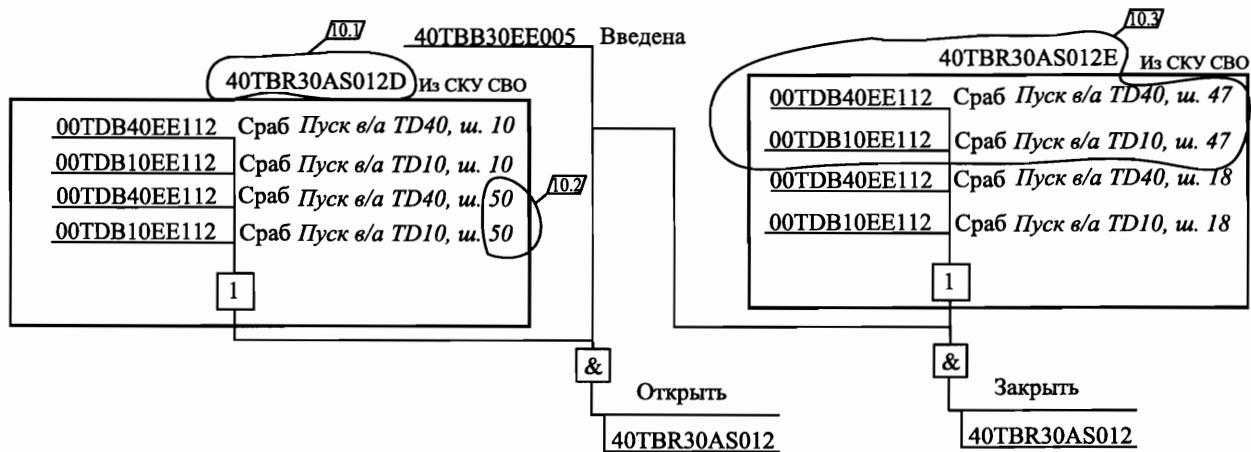 10.1
40TBB30EE005 Введена
10.3
40TBR30AS012D Из СКУ СВО
40TBR30AS012E Из СКУ СВО
00TDB40EE112 Сраб Пуск в/а TD40, ш. 10
00TDB10EE112 Сраб Пуск в/а TD10, ш. 10
00TDB40EE112 Сраб Пуск в/а TD40, ш. 50
10.2
00TDB10EE112 Сраб Пуск в/а TD10, ш. 50
1
00TDB40EE112 Сраб Пуск в/а TD40, ш. 47
00TDB10EE112 Сраб Пуск в/а TD10, ш. 47
00TDB40EE112 Сраб Пуск в/а TD40, ш. 18
00TDB10EE112 Сраб Пуск в/а TD10, ш. 18
1
&
Открыть
40TBR30AS012
&
Закрыть
40TBR30AS012